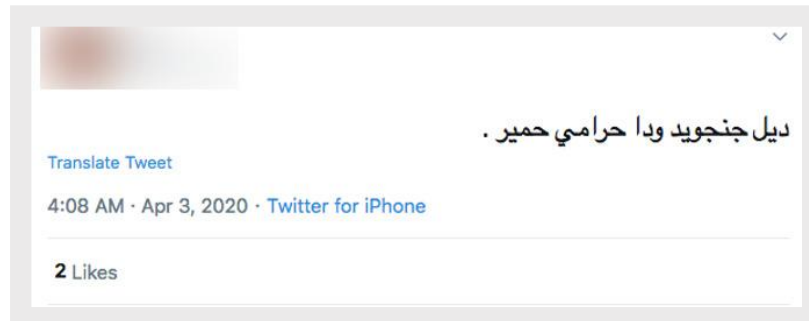 ديل جنجويد ودا حرامي حمير .
Translate Tweet
4:08 AM · Apr 3, 2020 · Twitter for iPhone
2 Likes